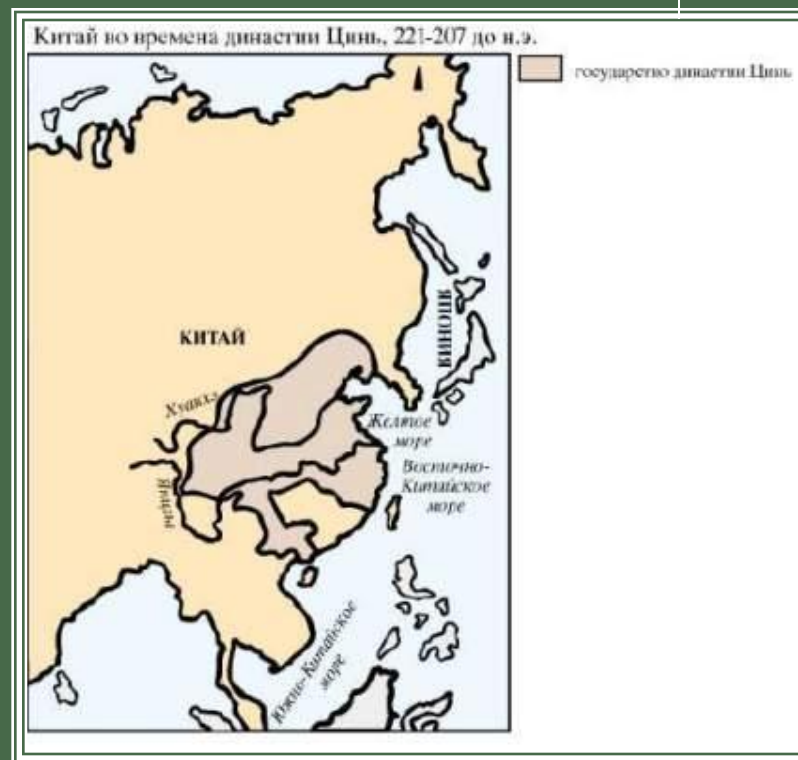 Китай во времена династии Цинь, 221-207 до н.э.
государство династии Цинь
КИТАЙ
ЯПОНИЯ
Хуанхэ
Желтое
море
Восточно-
Китайское
море
Янцзы
Южно-Китайское
море